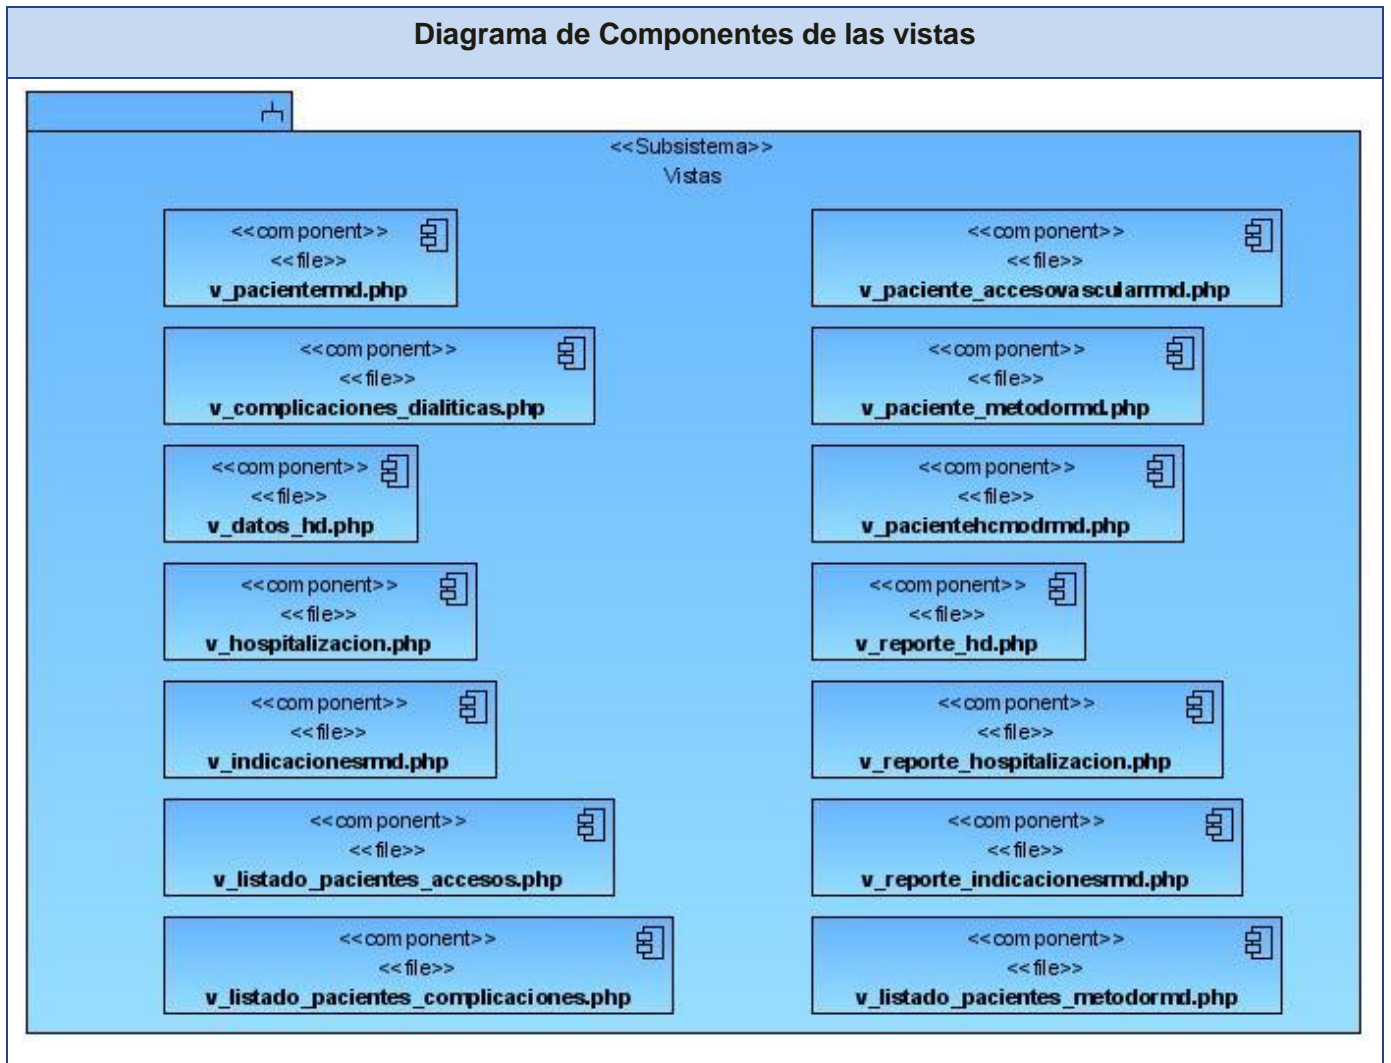 Diagrama de Componentes de las vistas
<<Subsistema>>
Vistas
<<component>>
<<file>>
v_pacientermd.php
<<component>>
<<file>>
v_paciente_accesovascularrmd.php
<<component>>
<<file>>
v_complicaciones_dialiticas.php
<<component>>
<<file>>
v_paciente_metodormd.php
<<component>>
<<file>>
v_datos_hd.php
<<component>>
<<file>>
v_pacientehcmodrmd.php
<<component>>
<<file>>
v_hospitalizacion.php
<<component>>
<<file>>
v_reporte_hd.php
<<component>>
<<file>>
v_indicacionesrmd.php
<<component>>
<<file>>
v_reporte_hospitalizacion.php
<<component>>
<<file>>
v_listado_pacientes_accesos.php
<<component>>
<<file>>
v_reporte_indicacionesrmd.php
<<component>>
<<file>>
v_listado_pacientes_complicaciones.php
<<component>>
<<file>>
v_listado_pacientes_metodormd.php